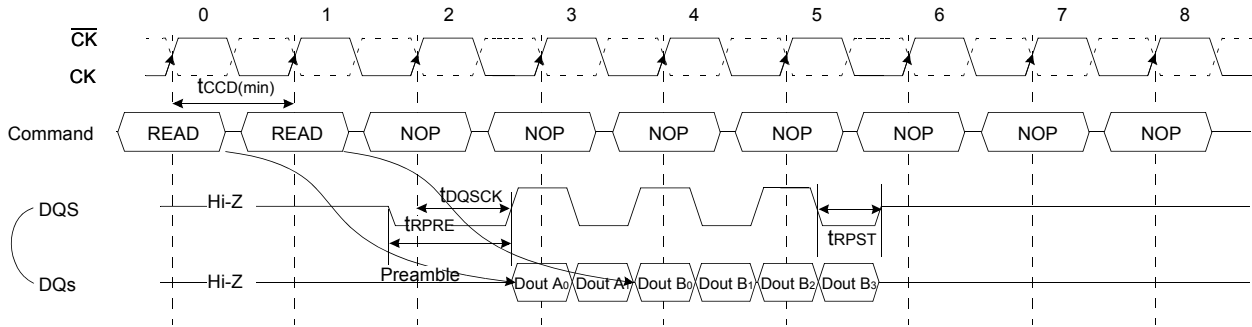 0 1 2 3 4 5 6 7 8
CK
CK
tCCD(min)
Command READ READ NOP NOP NOP NOP NOP NOP NOP
DQS Hi-Z tDQSCK
tRPRE tRPST
Preamble
DQs Hi-Z Dout A0 Dout A1 Dout B0 Dout B1 Dout B2 Dout B3